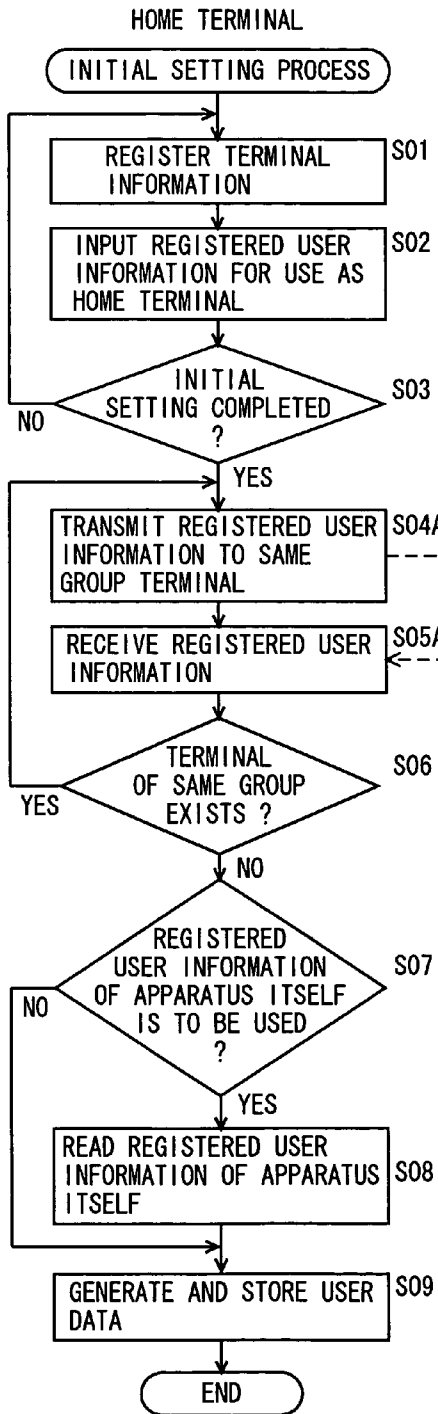 HOME TERMINAL
INITIAL SETTING PROCESS
REGISTER TERMINAL
INFORMATION
S01
INPUT REGISTERED USER
INFORMATION FOR USE AS
HOME TERMINAL
S02
INITIAL
SETTING COMPLETED
?
S03
NO
YES
TRANSMIT REGISTERED USER
INFORMATION TO SAME
GROUP TERMINAL
S04A
RECEIVE REGISTERED USER
INFORMATION
S05A
TERMINAL
OF SAME GROUP
EXISTS ?
S06
YES
NO
REGISTERED
USER INFORMATION
OF APPARATUS ITSELF
IS TO BE USED
?
S07
NO
YES
READ REGISTERED USER
INFORMATION OF APPARATUS
ITSELF
S08
GENERATE AND STORE USER
DATA
S09
END